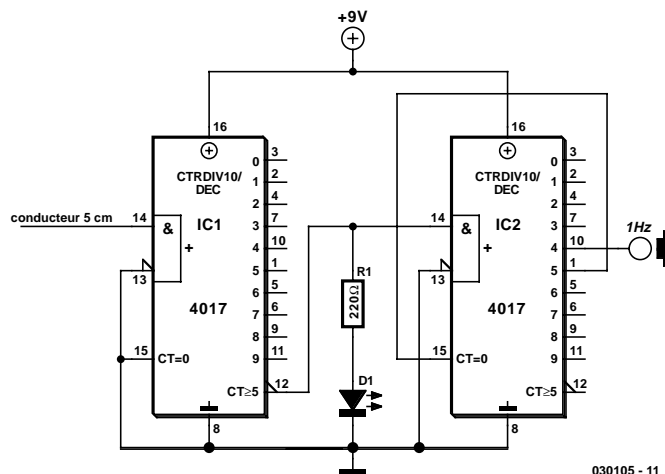 +9V
16
16
CTRDIV10/
DEC
CTRDIV10/
DEC
0 3
1 2
2 4
3 7
4 10
5 1
6 5
7 6
8 9
9 11
CT≥5 12
0 3
1 2
2 4
3 7
4 10
5 1
6 5
7 6
8 9
9 11
CT≥5 12
conducteur 5 cm
14
&
+
IC1
13
4017
15
CT=0
8
R1
220Ω
D1
14
&
+
IC2
13
4017
15
CT=0
8
1Hz
030105 - 11